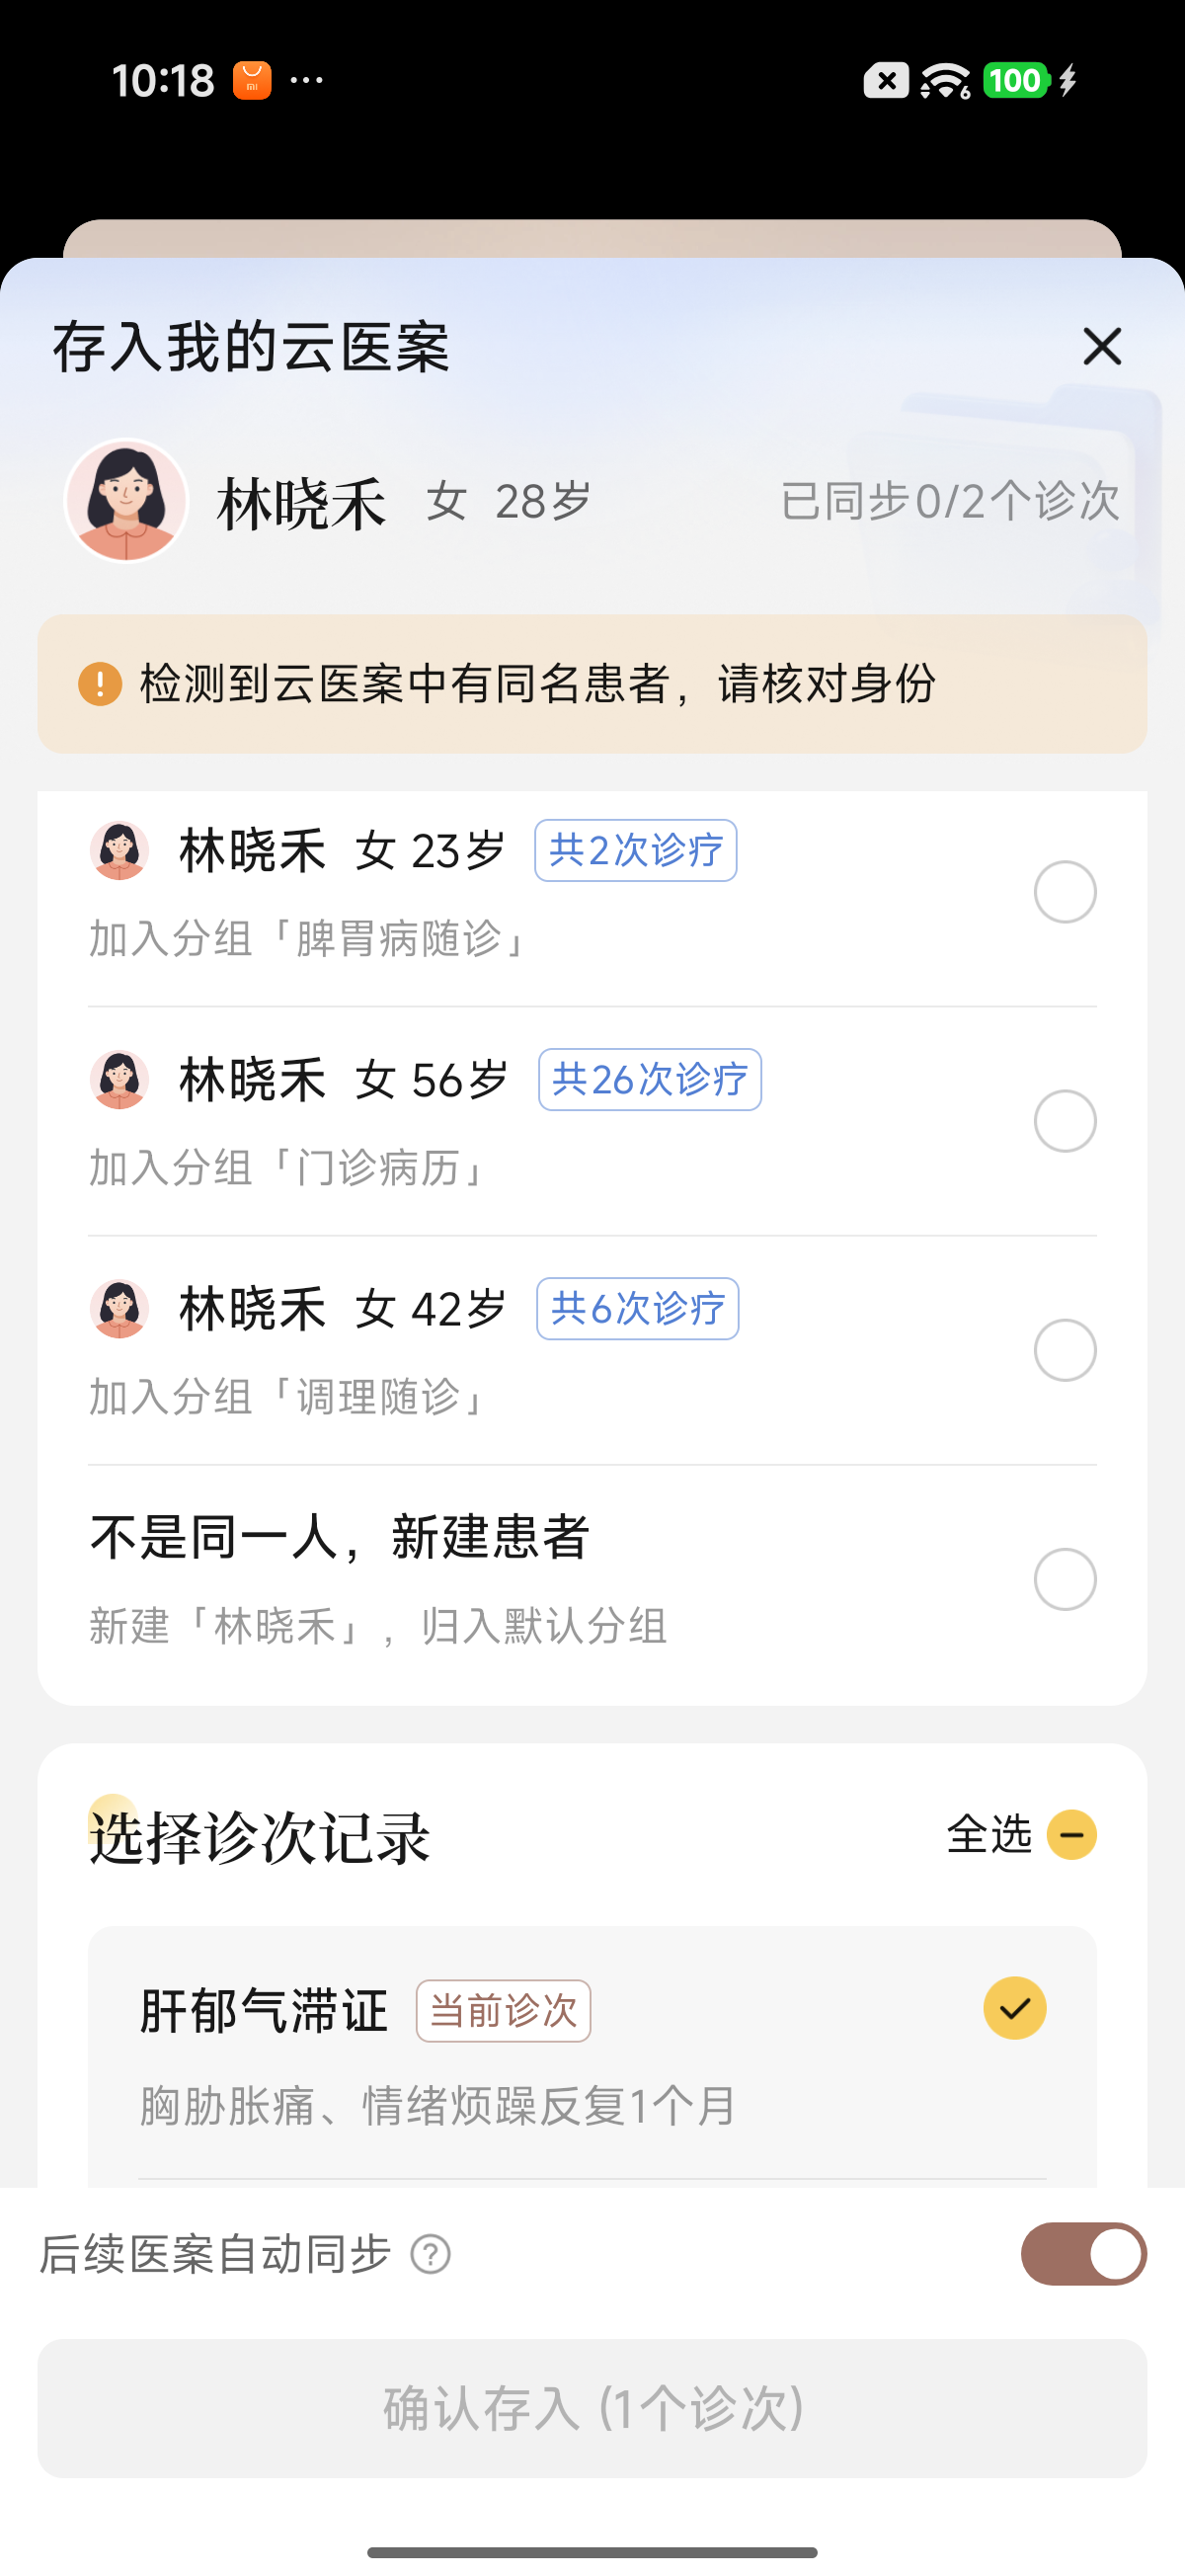 10:18
100
存入我的云医案
林晓禾 女 28岁 已同步0/2个诊次
检测到云医案中有同名患者，请核对身份
林晓禾 女 23岁 共2次诊疗
加入分组「脾胃病随诊」
林晓禾 女 56岁 共26次诊疗
加入分组「门诊病历」
林晓禾 女 42岁 共6次诊疗
加入分组「调理随诊」
不是同一人，新建患者
新建「林晓禾」，归入默认分组
选择诊次记录 全选
肝郁气滞证 当前诊次
胸胁胀痛、情绪烦躁反复1个月
后续医案自动同步 ?
确认存入 (1个诊次)